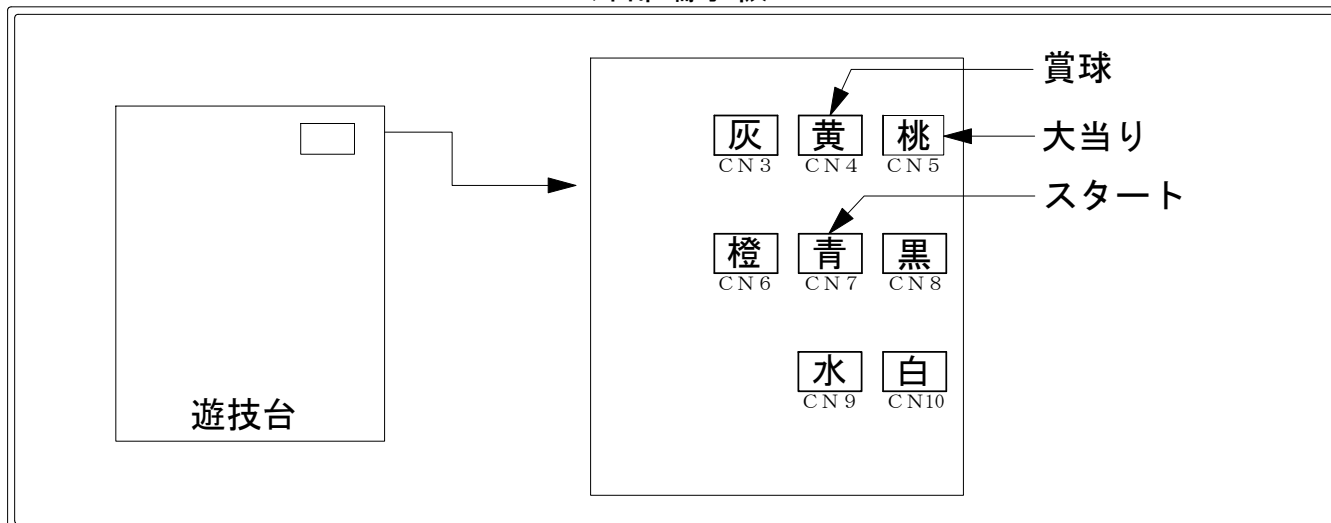 賞球
灰 黄 桃
大当り
CN3 CN4 CN5
スタート
橙 青 黒
CN6 CN7 CN8
水 白
CN9 CN10
遊技台